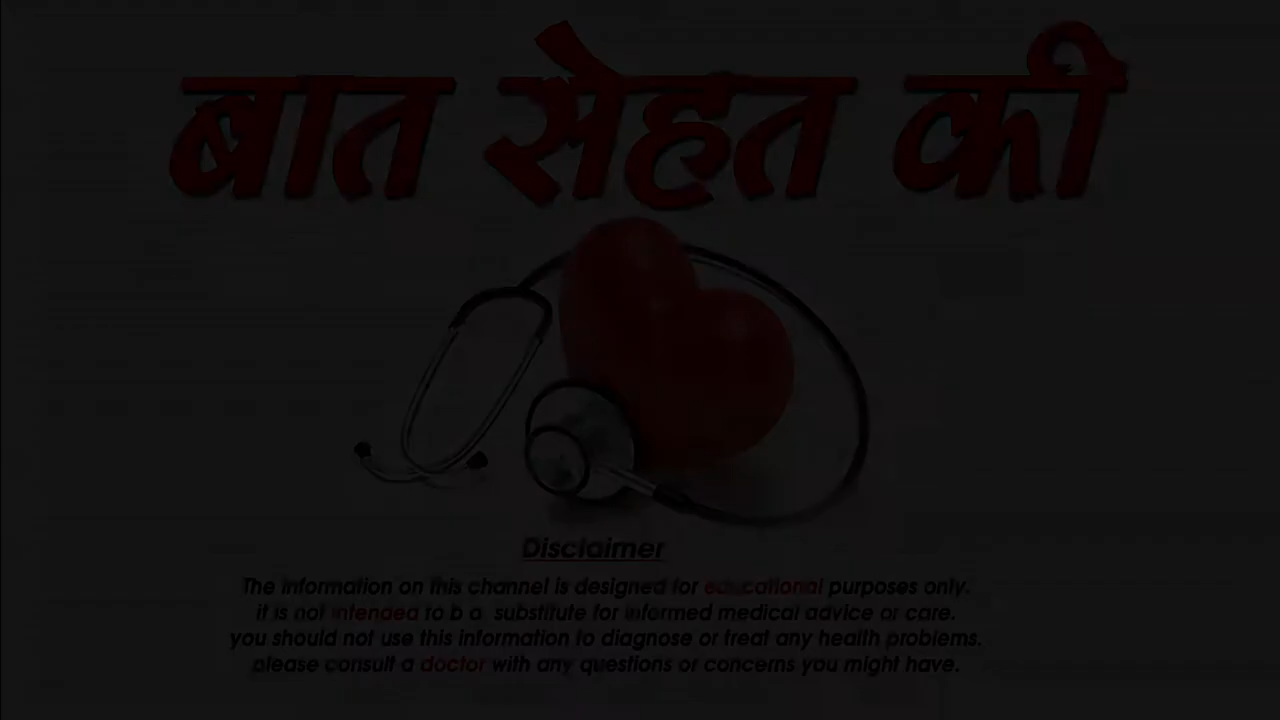 बात सेहत की
Disclaimer
The information on this channel is designed for educational purposes only.
it is not intended to b a substitute for informed medical advice or care.
you should not use this information to diagnose or treat any health problems.
please consult a doctor with any questions or concerns you might have.